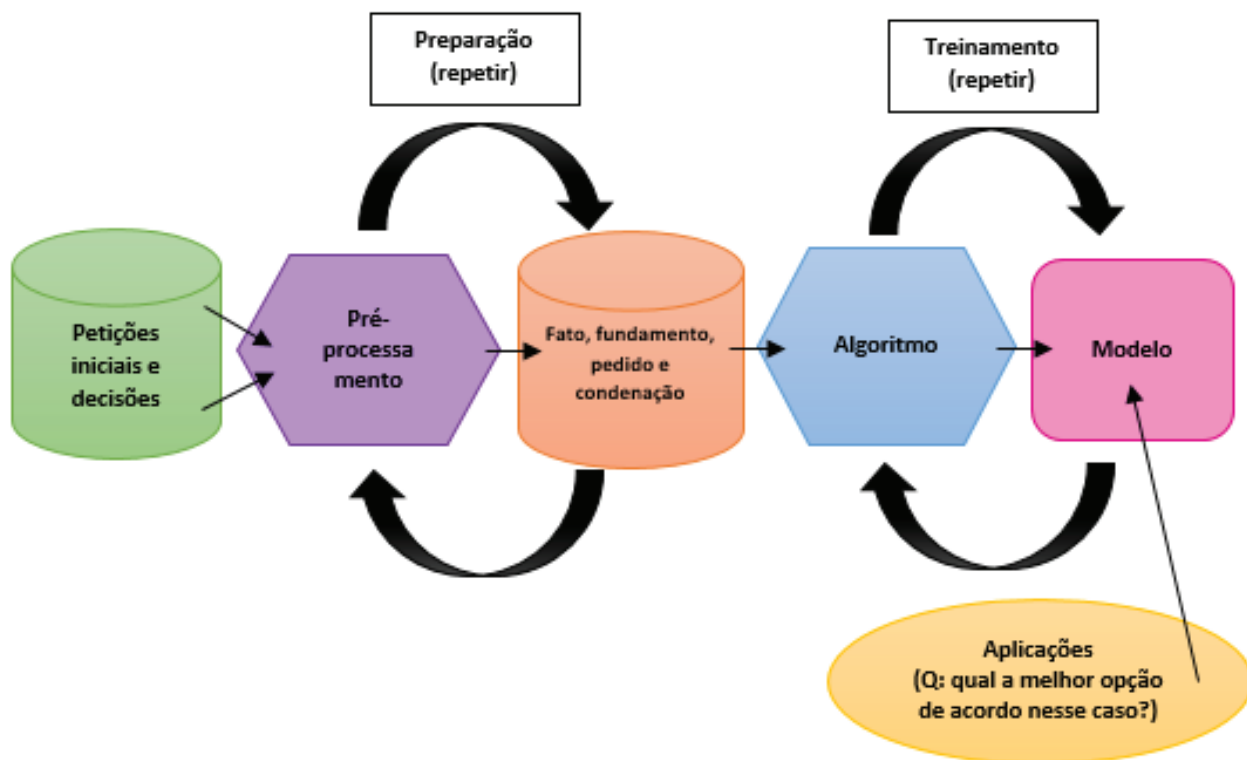 Preparação
(repetir)
Treinamento
(repetir)
Petições
iniciais e
decisões
Pré-
processa
mento
Fato, fundamento,
pedido e
condenação
Algoritmo
Modelo
Aplicações
(Q: qual a melhor opção
de acordo nesse caso?)